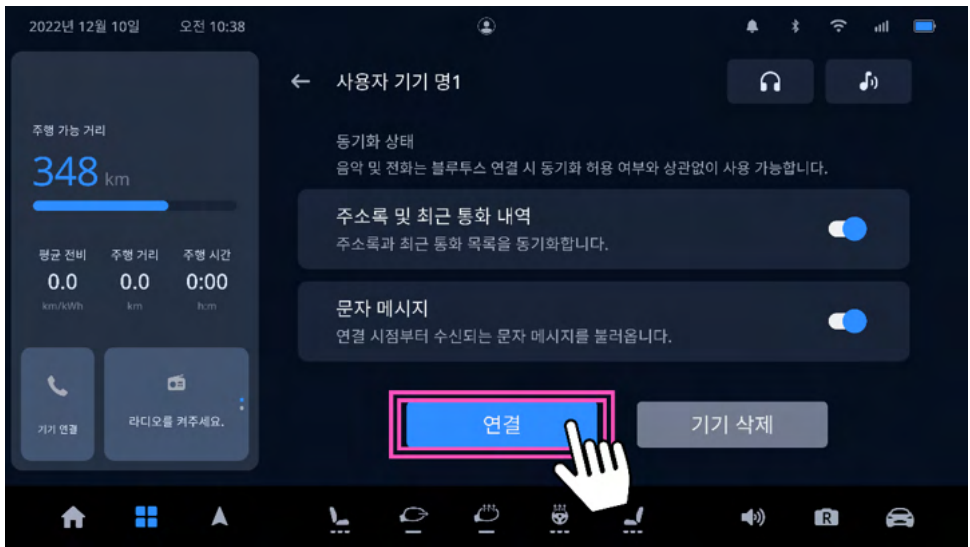 2022년 12월 10일 오전 10:38
← 사용자 기기 명1
주행 가능 거리
348 km
평균 전비 주행 거리 주행 시간
0.0 0.0 0:00
km/kWh km h:m
기기 연결
라디오를 켜주세요.
동기화 상태
음악 및 전화는 블루투스 연결 시 동기화 허용 여부와 상관없이 사용 가능합니다.
주소록 및 최근 통화 내역
주소록과 최근 통화 목록을 동기화합니다.
문자 메시지
연결 시점부터 수신되는 문자 메시지를 불러옵니다.
연결 기기 삭제
R